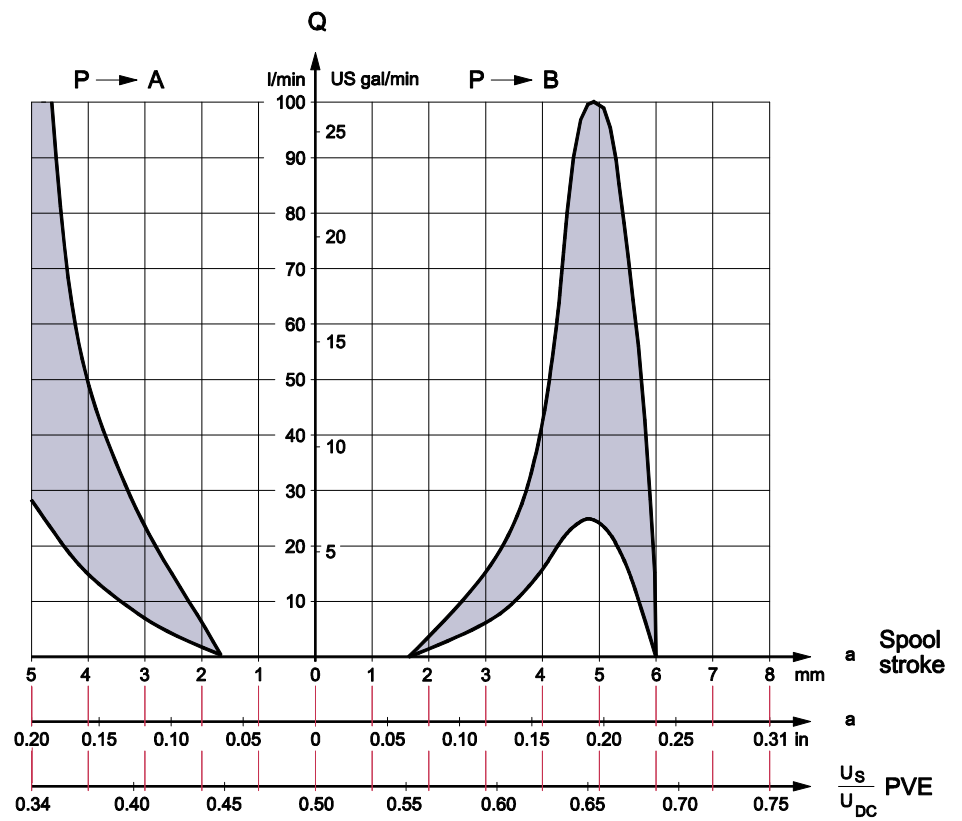 Q
P → A l/min US gal/min P → B
100
25
90
80
20
70
60
15
50
40
10
30
20
5
10
5 4 3 2 1 0 1 2 3 4 5 6 7 8 mm a Spool stroke
a
0.20 0.15 0.10 0.05 0 0.05 0.10 0.15 0.20 0.25 0.31 in
U_S / U_DC PVE
0.34 0.40 0.45 0.50 0.55 0.60 0.65 0.70 0.75